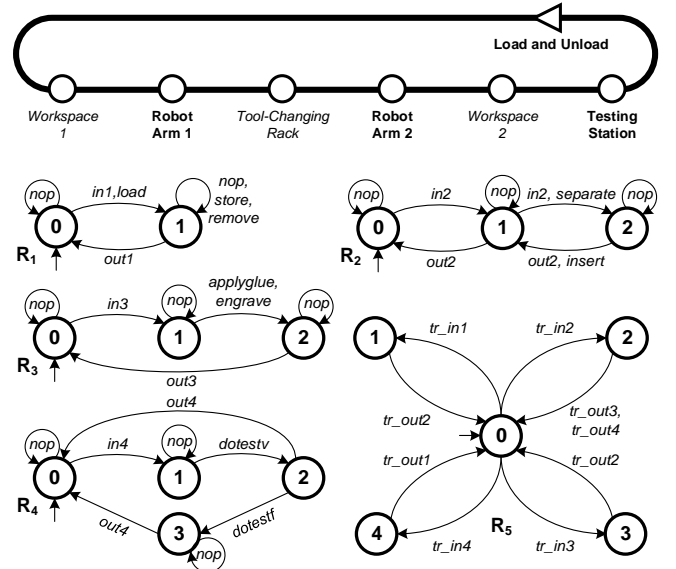 Load and Unload
Workspace
1
Robot
Arm 1
Tool-Changing
Rack
Robot
Arm 2
Workspace
2
Testing
Station
nop
in1,load
nop,
store,
remove
0
1
out1
R1
nop
in2
nop
in2, separate
nop
0
1
2
out2
out2, insert
R2
nop
in3
nop
applyglue,
engrave
nop
0
1
2
out3
R3
out4
nop
in4
nop
dotestv
0
1
2
R4
out4
3
dotestf
nop
1
tr_in1
tr_in2
2
tr_out2
0
tr_out3,
tr_out4
tr_out1
tr_out2
4
R5
3
tr_in4
tr_in3